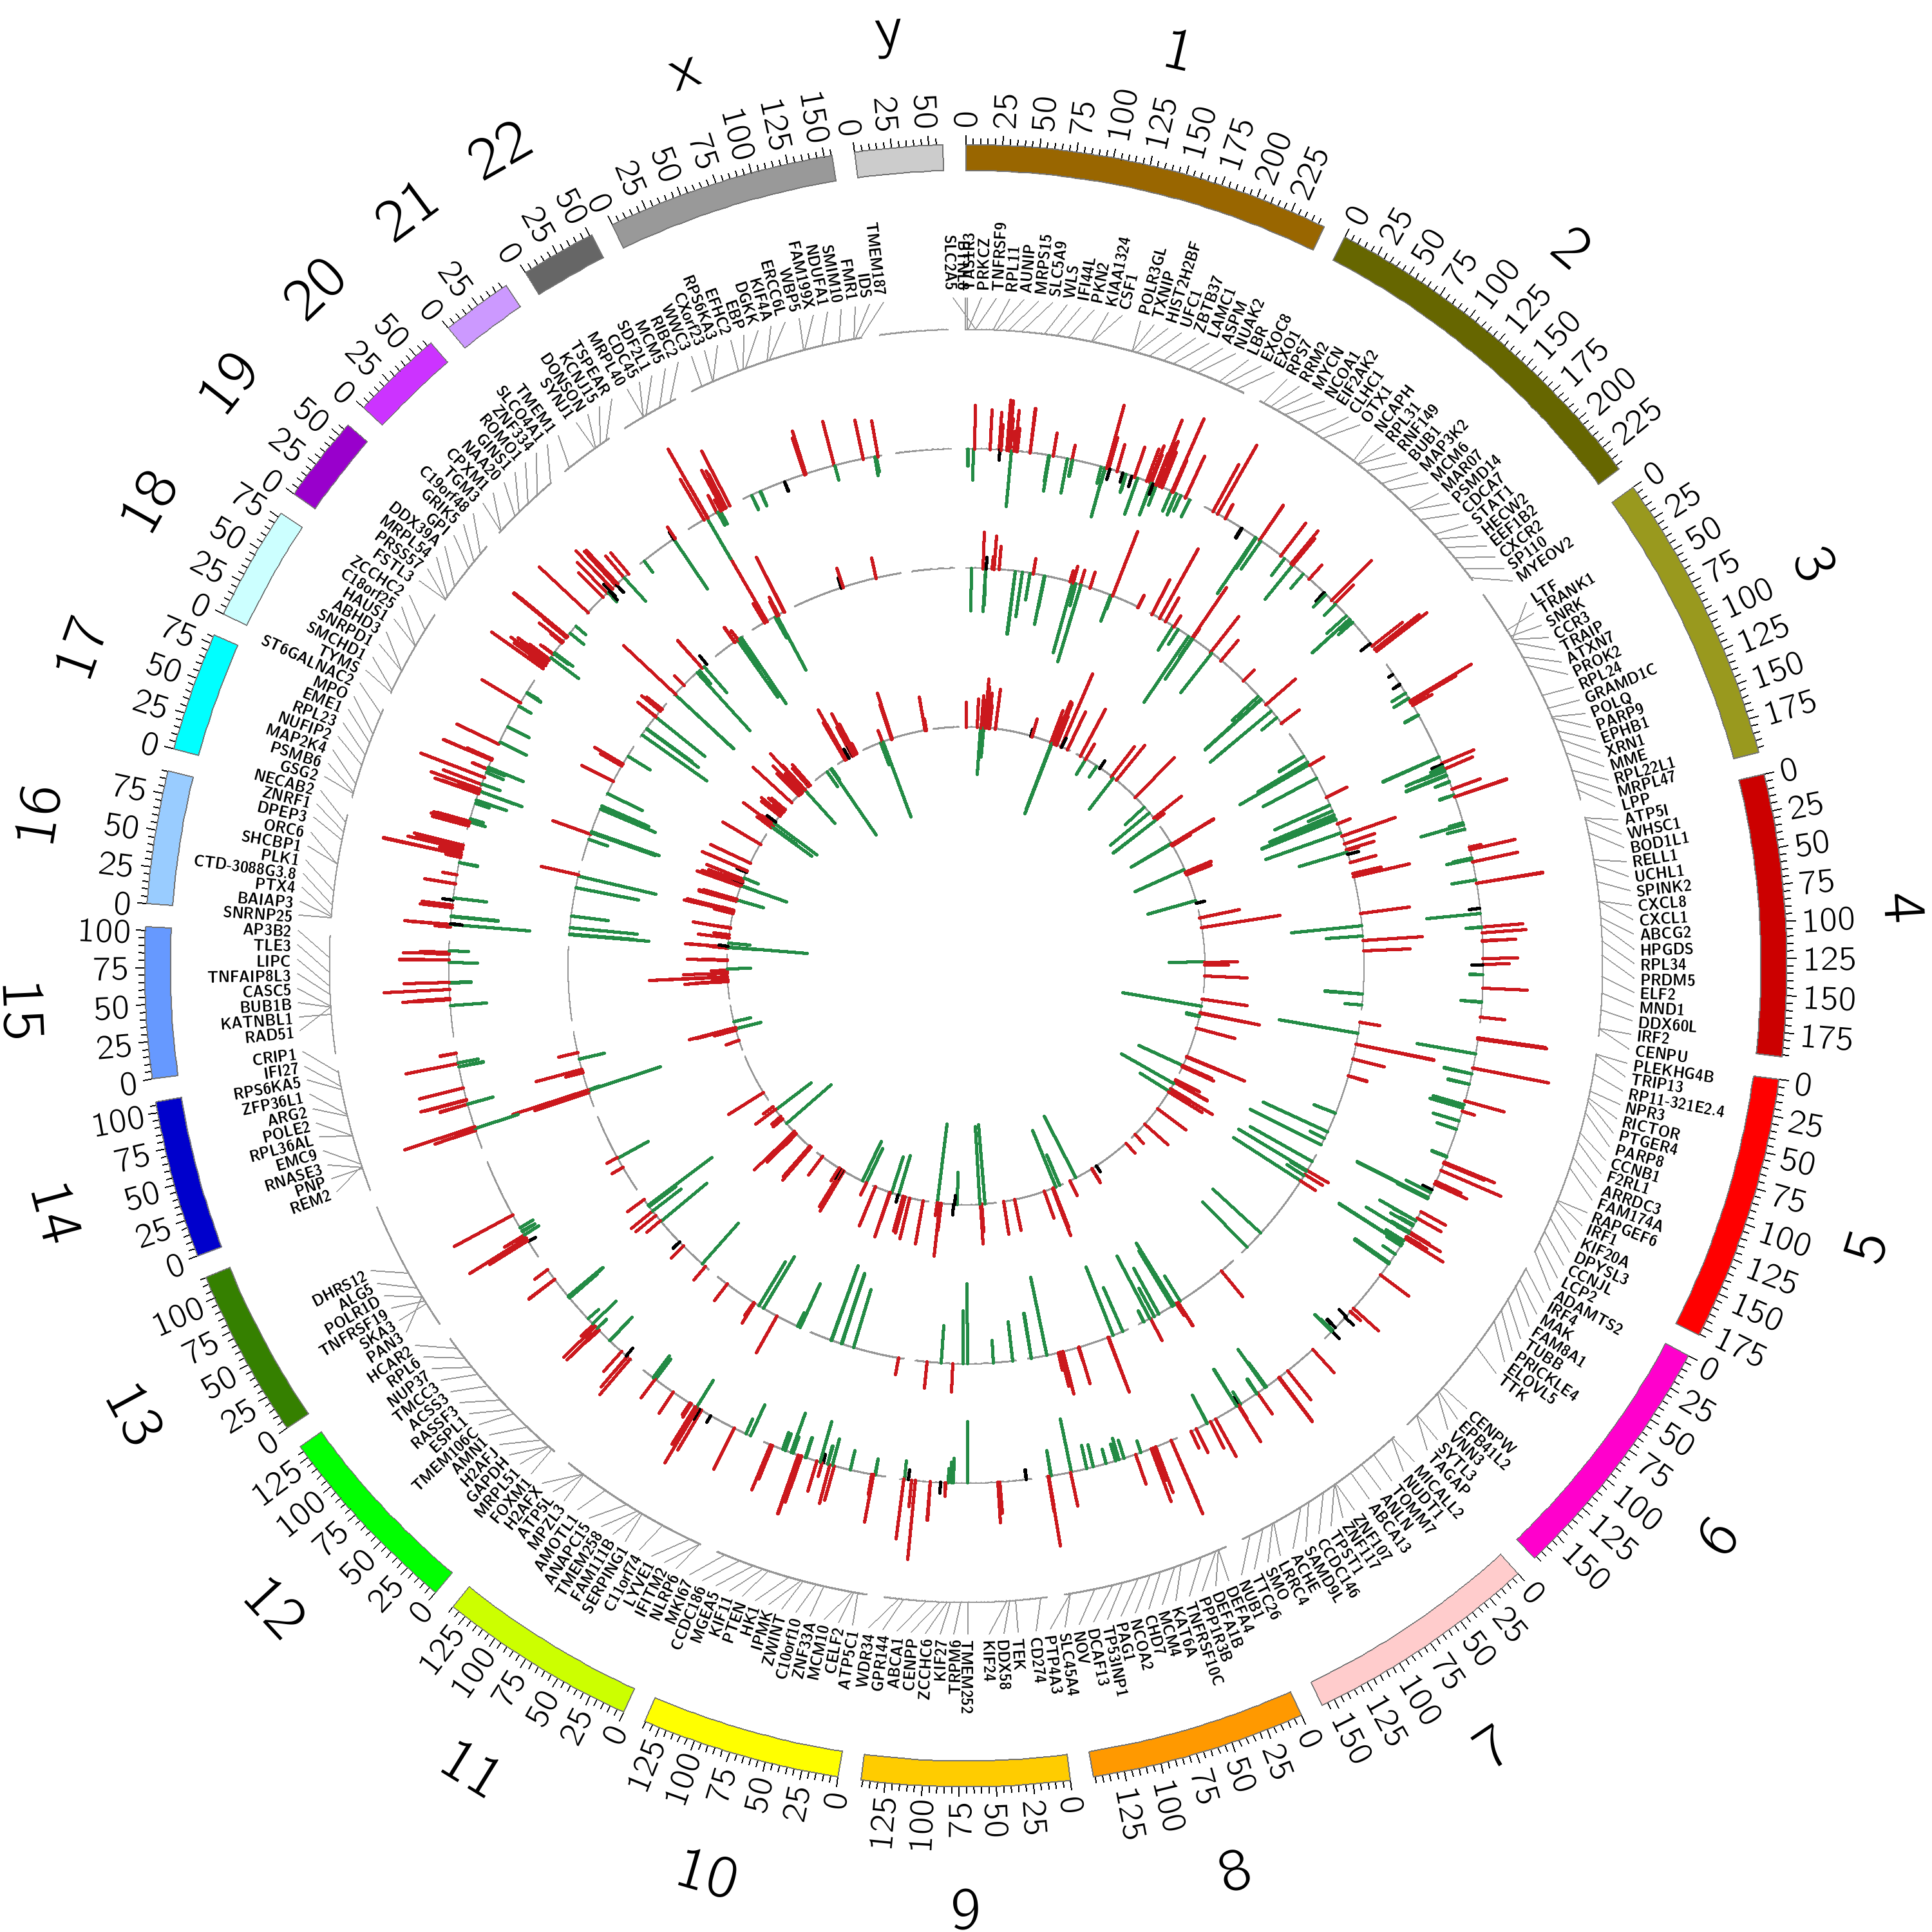 1
0 25 50 75 100 125 150 175 200 225
2
0 25 50 75 100 125 150 175 200 225
3
0 25 50 75 100 125 150 175
4
0 25 50 75 100 125 150 175
5
0 25 50 75 100 125 150 175
6
0 25 50 75 100 125 150
7
0 25 50 75 100 125 150
8
0 25 50 75 100 125
9
0 25 50 75 100 125
10
0 25 50 75 100 125
11
0 25 50 75 100 125
12
0 25 50 75 100 125
13
0 25 50 75 100
14
0 25 50 75 100
15
0 25 50 75 100
16
0 25 50 75
17
0 25 50 75
18
0 25 50 75
19
0 25 50
20
0 25 50
21
0 25
22
0 25 50
x
0 25 50 75 100 125 150
y
0 25 50
SLC2A5
TAS1R3
PRKCZ
TNFRSF9
RPL11
AUNIP
MRPS15
SLC5A9
WLS
IFI44L
PKN2
KIAA1324
CSF1
POLR3GL
TXNIP
HIST2H2BF
UFC1
ZBTB37
LAMC1
ASPM
NUAK2
LBR
EXOC8
EXO1
RPS7
RRM2
MYCN
NCOA1
EIF2AK2
CLHC1
OTX1
NCAPH
RPL31
RNF149
BUB1
MAP3K2
MCM6
MAR07
PSMD14
CDCA7
STAT1
HECW2
EEF1B2
CXCR2
SP110
MYEOV2
LTF
TRANK1
SNRK
CCR3
TRAIP
ATXN7
PROK2
RPL24
GRAMD1C
POLQ
PARP9
EPHB1
XRN1
MME
RPL22L1
MRPL47
LPP
ATP5I
WHSC1
BOD1L1
RELL1
UCHL1
SPINK2
CXCL8
CXCL1
ABCG2
HPGDS
RPL34
PRDM5
ELF2
MND1
DDX60L
IRF2
CENPU
PLEKHG4B
TRIP13
RP11-321E2.4
NPR3
RICTOR
PTGER4
PARP8
CCNB1
F2RL1
ARRDC3
FAM174A
RAPGEF6
IRF1
KIF20A
DPYSL3
CCNJL
LCP2
ADAMTS2
IRF4
MAK
FAM8A1
TUBB
PRICKLE4
ELOVL5
TTK
CENPW
EPB41L2
VNN3
SYTL3
TAGAP
MICALL2
NUDT1
TOMM7
ANLN
ABCA13
ZNF107
ZNF117
TPST1
CCDC146
SAMD9L
ACHE
LRRC4
SMO
TTC26
NUB1
DEFA4
DEFA1B
PPP1R3B
TNFRSF10C
KAT6A
MCM4
CHD7
NCOA2
PAG1
TP53INP1
DCAF13
NOV
SLC45A4
PTP4A3
CD274
TEK
DDX58
KIF24
TMEM252
TRPM6
KIF27
ZCCHC6
CENPP
ABCA1
GPR144
WDR34
ATP5C1
CELF2
MCM10
ZNF33A
C10orf10
ZWINT
IPMK
HK1
PTEN
KIF11
MGEA5
CCDC186
MKI67
NLRP6
IFITM2
LYVE1
C11orf74
SERPING1
FAM111B
TMEM258
ANAPC15
AMOTL1
MPZL3
ATP5L
H2AFX
FOXM1
MRPL51
GAPDH
H2AFJ
AMN1
TMEM106C
ESPL1
RASSF3
ACSS3
TMCC3
NUP37
RPL6
HCAR2
PAN3
SKA3
TNFRSF19
POLR1D
ALG5
DHRS12
REM2
PNP
RNASE3
EMC9
RPL36AL
POLE2
ARG2
ZFP36L1
RPS6KA5
IFI27
CRIP1
RAD51
KATNBL1
BUB1B
CASC5
TNFAIP8L3
LIPC
TLE3
AP3B2
SNRNP25
BAIAP3
PTX4
CTD-3088G3.8
PLK1
SHCBP1
ORC6
DPEP3
ZNRF1
NECAB2
GSG2
PSMB6
MAP2K4
NUFIP2
RPL23
EME1
MPO
ST6GALNAC2
TYMS
SMCHD1
SNRPD1
ABHD3
HAUS1
C18orf25
ZCCHC2
FSTL3
PRSS57
MRPL54
DDX39A
GPI
GRIK5
C19orf48
TGM3
CPXM1
NAA20
GINS1
ROMO1
ZNF334
SLCO4A1
TMEM1
SYNJ1
DONSON
KCNJ15
TSPEAR
MRPL40
CDC45
SDF2L1
MCM5
RIBC2
WWC3
CXorf23
RPS6KA3
EFHC2
EBP
DGKK
KIF4A
ERCC6L
WBP5
FAM199X
NDUFA1
SMIM10
FMR1
IDS
TMEM187